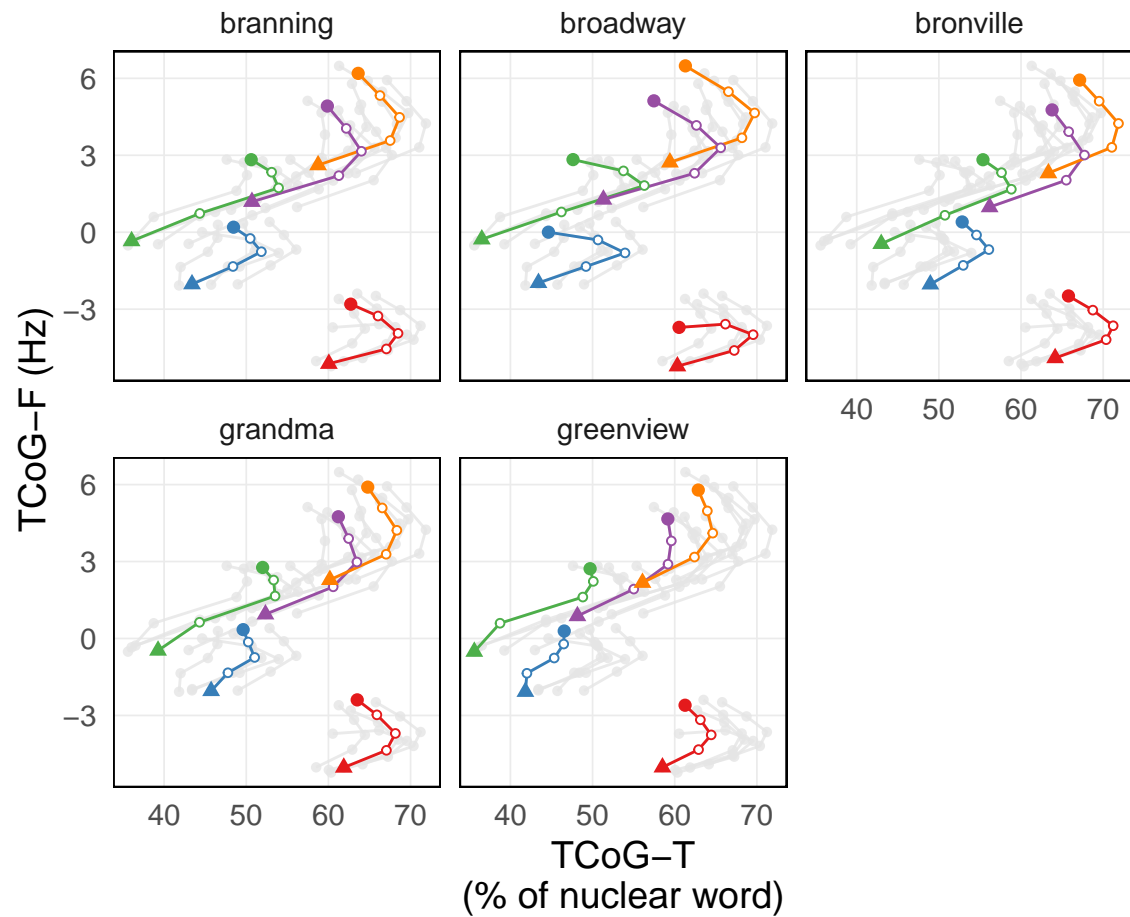 branning broadway bronville
6
3
0
−3
40 50 60 70
grandma greenview
6
3
0
−3
40 50 60 70 40 50 60 70
TCoG−F (Hz)
TCoG−T
(% of nuclear word)